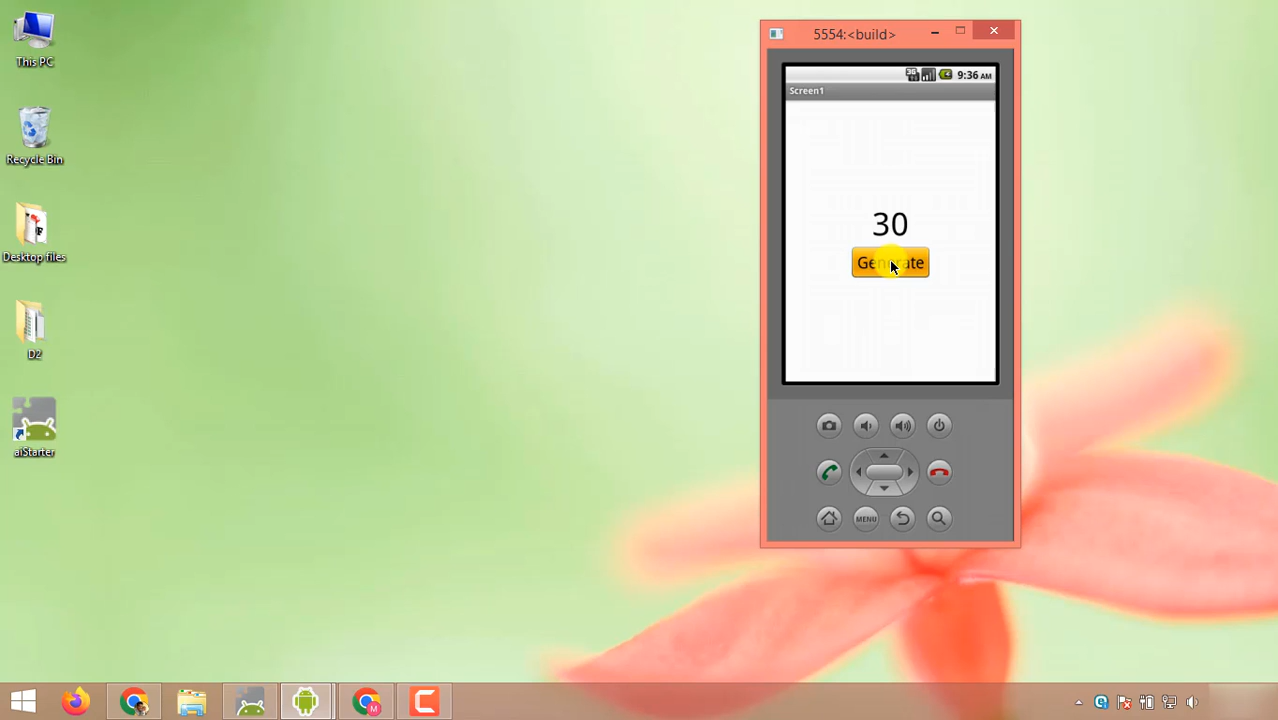 This PC
Recycle Bin
Desktop files
D2
aiStarter
5554:<build>
9:36 AM
Screen1
30
Generate
MENU